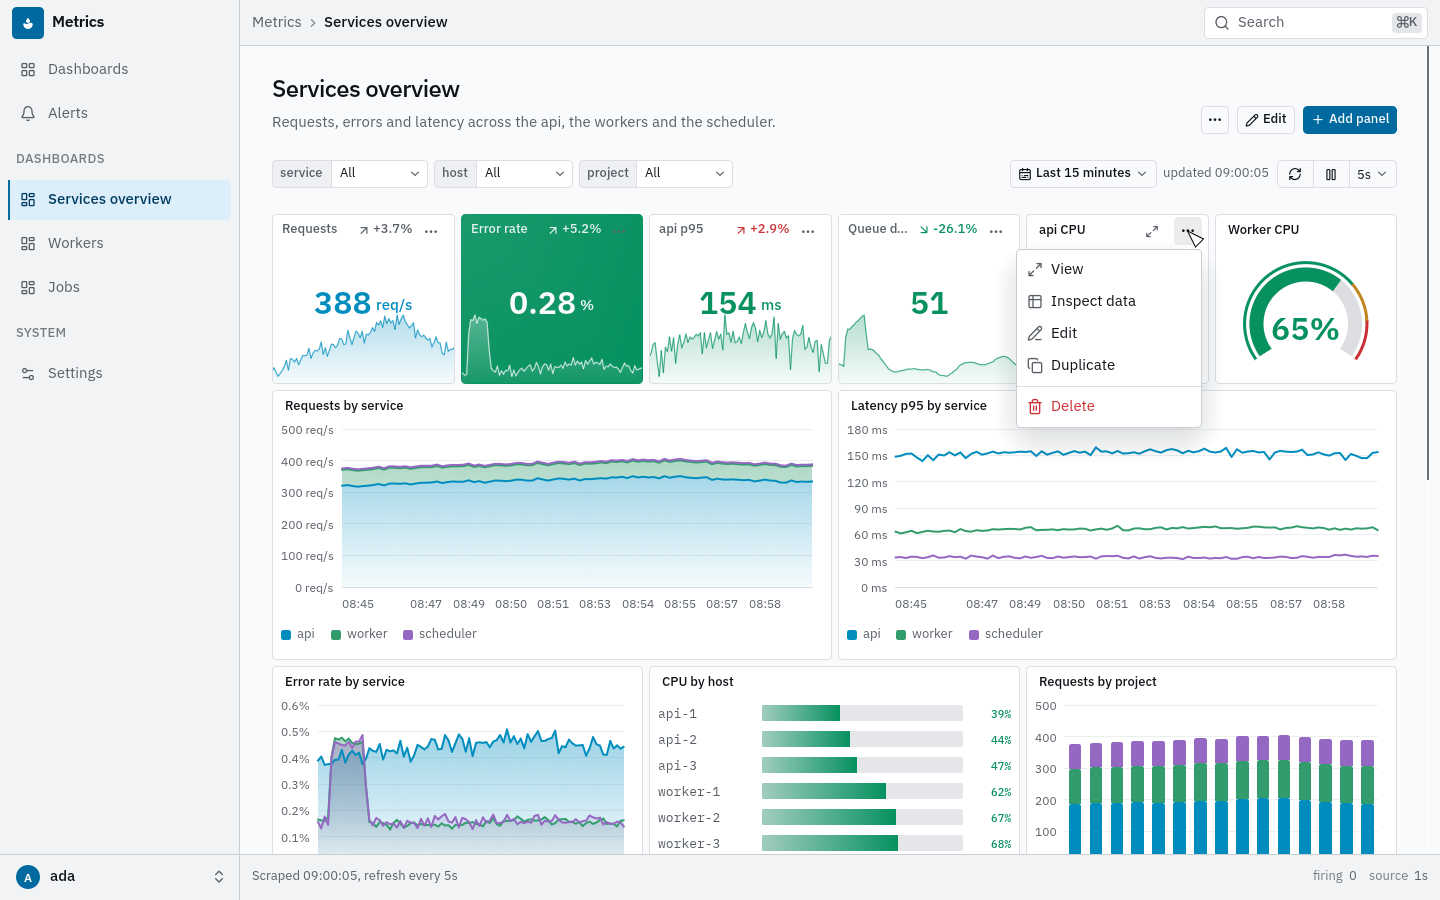 Metrics
Metrics > Services overview
Search
⌘K
Dashboards
Alerts
DASHBOARDS
Services overview
Workers
Jobs
SYSTEM
Settings
Services overview
Requests, errors and latency across the api, the workers and the scheduler.
Edit
Add panel
service All
host All
project All
Last 15 minutes
updated 09:00:05
5s
Requests +3.7%
388 req/s
Error rate +5.2%
0.28 %
api p95 +2.9%
154 ms
Queue d... -26.1%
51
api CPU
View
Inspect data
Edit
Duplicate
Delete
Worker CPU
65%
Requests by service
500 req/s
400 req/s
300 req/s
200 req/s
100 req/s
0 req/s
08:45 08:47 08:49 08:50 08:51 08:53 08:54 08:55 08:57 08:58
api worker scheduler
Latency p95 by service
180 ms
150 ms
120 ms
90 ms
60 ms
30 ms
0 ms
08:45 08:47 08:49 08:50 08:51 08:53 08:54 08:55 08:57 08:58
api worker scheduler
Error rate by service
0.6%
0.5%
0.4%
0.3%
0.2%
0.1%
CPU by host
api-1 39%
api-2 44%
api-3 47%
worker-1 62%
worker-2 67%
worker-3 68%
Requests by project
500
400
300
200
100
A ada
Scraped 09:00:05, refresh every 5s
firing 0 source 1s